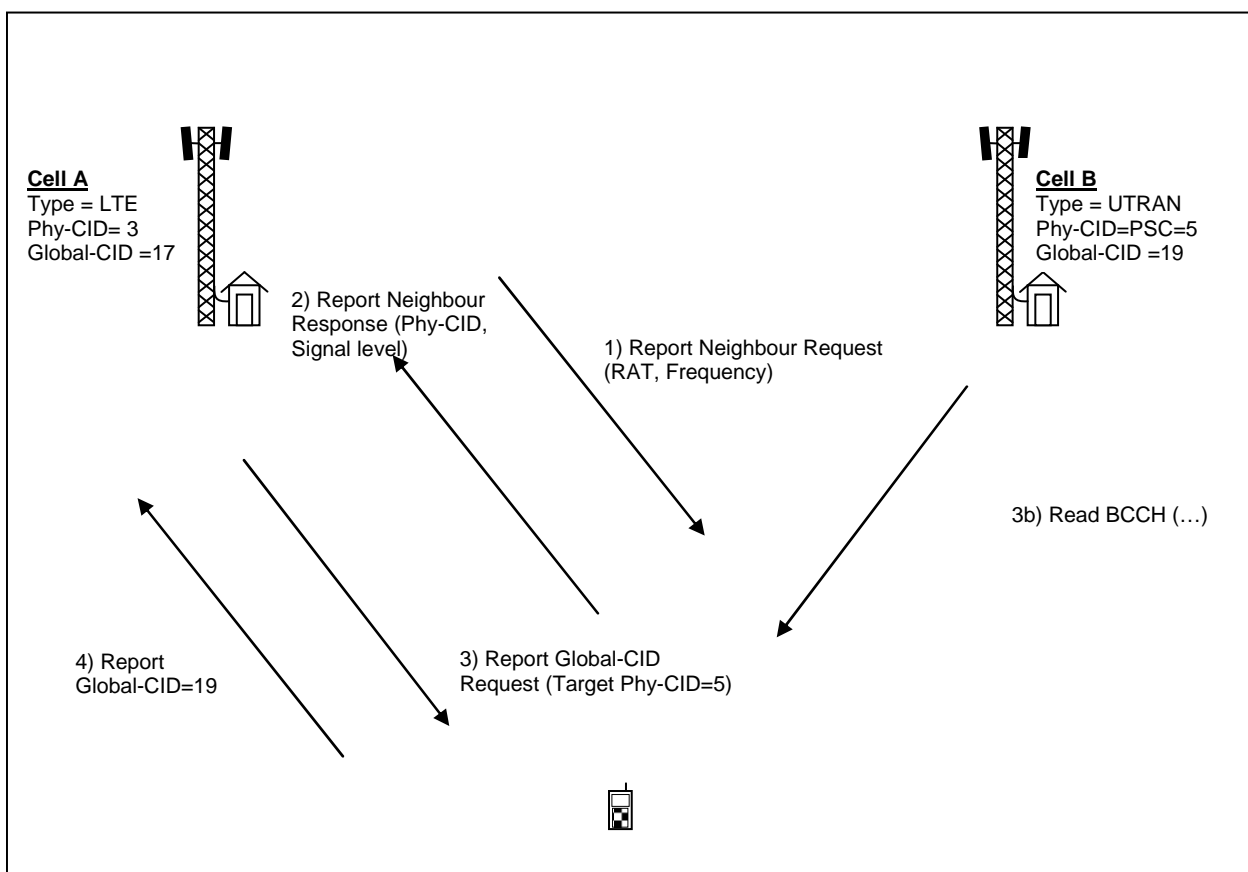 Cell A
Type = LTE
Phy-CID= 3
Global-CID =17
Cell B
Type = UTRAN
Phy-CID=PSC=5
Global-CID =19
2) Report Neighbour
Response (Phy-CID,
Signal level)
1) Report Neighbour Request
(RAT, Frequency)
3b) Read BCCH (…)
4) Report
Global-CID=19
3) Report Global-CID
Request (Target Phy-CID=5)